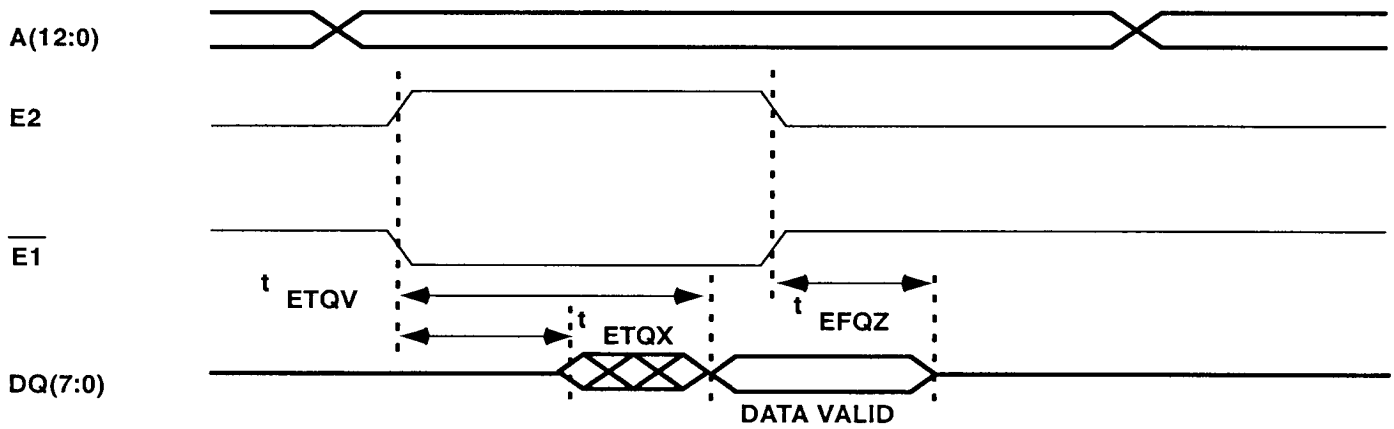 A(12:0)
E2
E1
t ETQV
t EFQZ
t ETQX
DQ(7:0)
DATA VALID